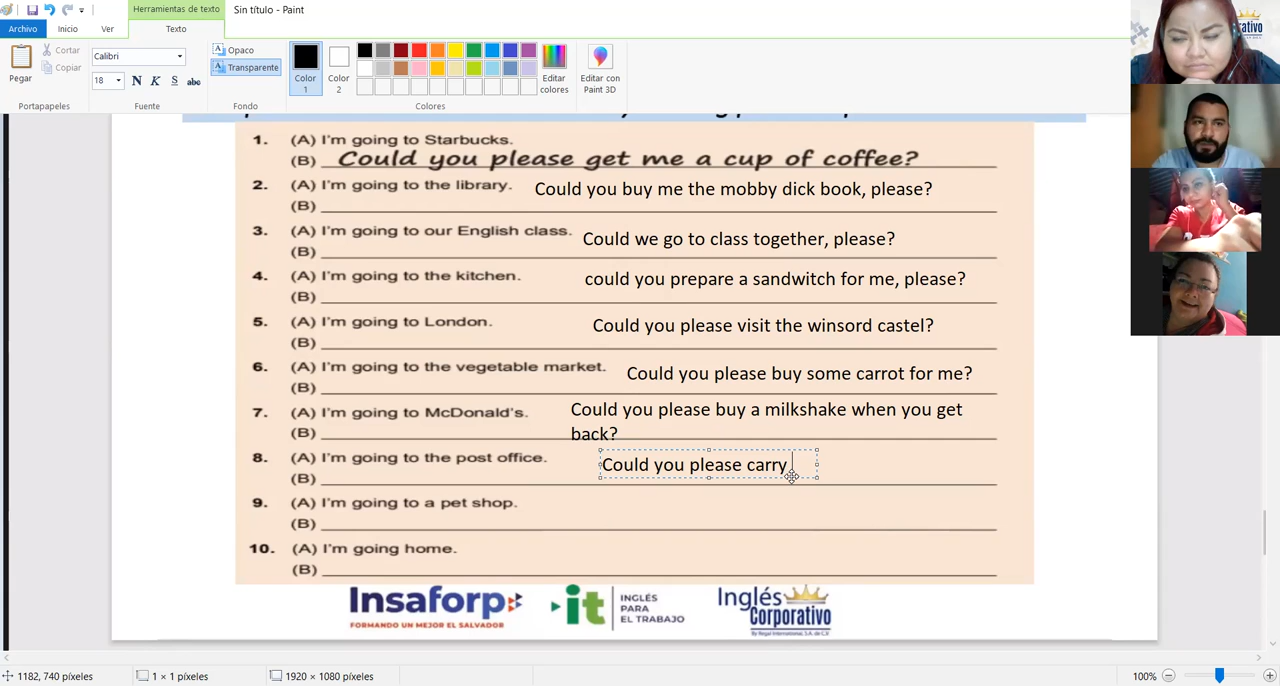 Herramientas de texto
Sin título - Paint
Archivo
Inicio
Ver
Texto
Pegar
Cortar
Copiar
Portapapeles
Calibri
18
N K S abc
Fuente
Opaco
Transparente
Fondo
Color 1
Color 2
Editar colores
Editar con Paint 3D
Colores
1. (A) I'm going to Starbucks.
(B) Could you please get me a cup of coffee?
2. (A) I'm going to the library. Could you buy me the mobby dick book, please?
(B)
3. (A) I'm going to our English class. Could we go to class together, please?
(B)
4. (A) I'm going to the kitchen. could you prepare a sandwitch for me, please?
(B)
5. (A) I'm going to London. Could you please visit the winsord castel?
(B)
6. (A) I'm going to the vegetable market. Could you please buy some carrot for me?
(B)
7. (A) I'm going to McDonald's. Could you please buy a milkshake when you get
(B) back?
8. (A) I'm going to the post office. Could you please carry
(B)
9. (A) I'm going to a pet shop.
(B)
10. (A) I'm going home.
(B)
Insaforp
FORMANDO UN MEJOR EL SALVADOR
it
INGLÉS
PARA
EL TRABAJO
Inglés
Corporativo
By Regal International, S.A. de C.V.
1182, 740 píxeles
1 × 1 píxeles
1920 × 1080 píxeles
100%